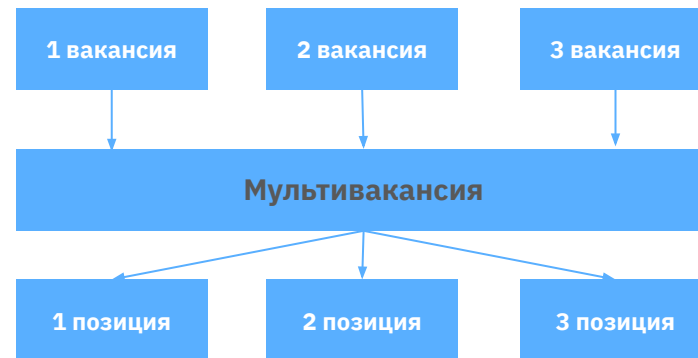 1 вакансия
2 вакансия
3 вакансия
Мультивакансия
1 позиция
2 позиция
3 позиция